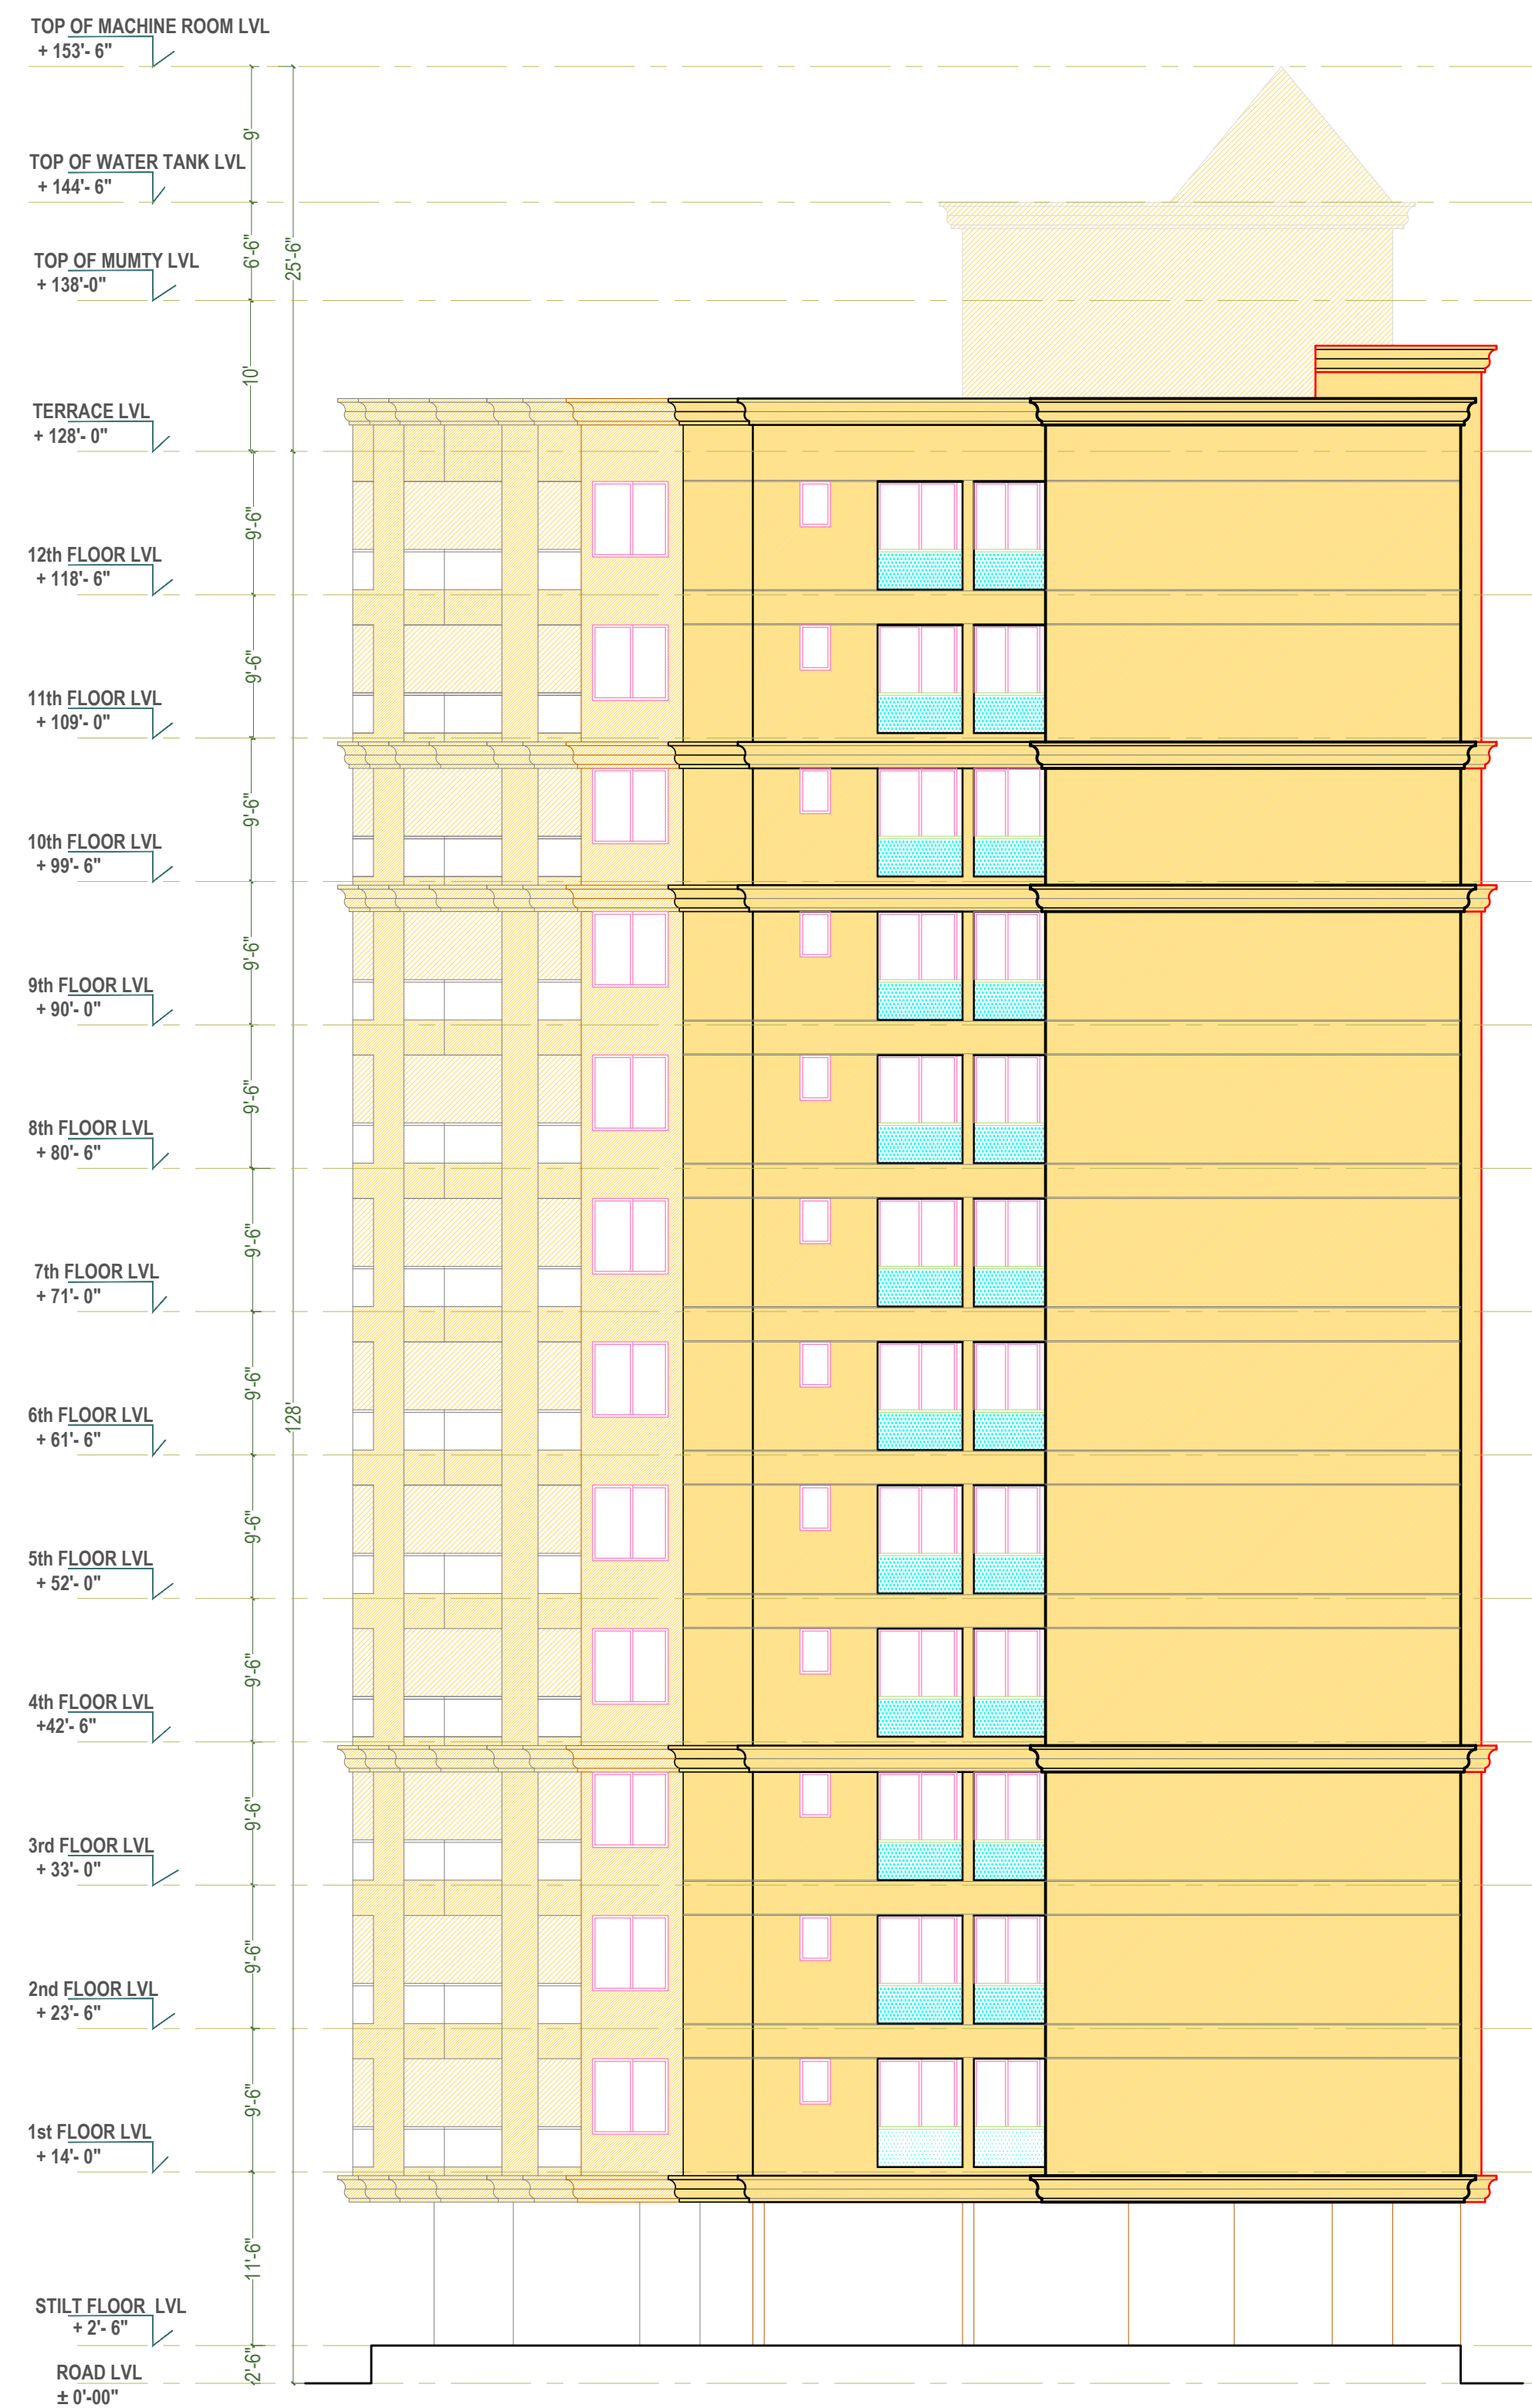 TOP OF MACHINE ROOM LVL
+ 153'- 6"
9'
TOP OF WATER TANK LVL
+ 144'- 6"
6'-6"
25'-6"
TOP OF MUMTY LVL
+ 138'-0"
10'
TERRACE LVL
+ 128'- 0"
9'-6"
12th FLOOR LVL
+ 118'- 6"
9'-6"
11th FLOOR LVL
+ 109'- 0"
9'-6"
10th FLOOR LVL
+ 99'- 6"
9'-6"
9th FLOOR LVL
+ 90'- 0"
9'-6"
8th FLOOR LVL
+ 80'- 6"
9'-6"
7th FLOOR LVL
+ 71'- 0"
9'-6"
128'
6th FLOOR LVL
+ 61'- 6"
9'-6"
5th FLOOR LVL
+ 52'- 0"
9'-6"
4th FLOOR LVL
+42'- 6"
9'-6"
3rd FLOOR LVL
+ 33'- 0"
9'-6"
2nd FLOOR LVL
+ 23'- 6"
9'-6"
1st FLOOR LVL
+ 14'- 0"
11'-6"
STILT FLOOR LVL
+ 2'- 6"
2'-6"
ROAD LVL
± 0'-00"